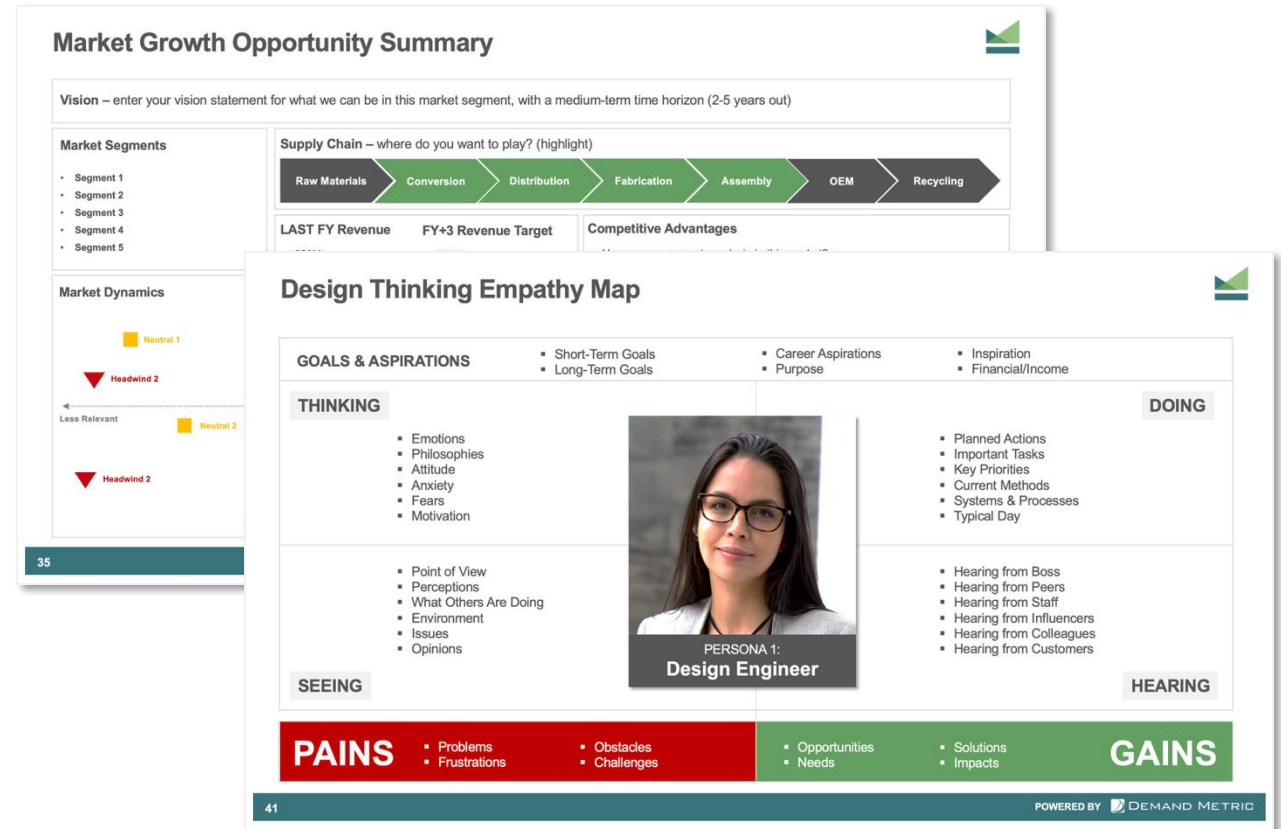 Market Growth Opportunity Summary
Vision – enter your vision statement for what we can be in this market segment, with a medium-term time horizon (2-5 years out)
Market Segments
• Segment 1
• Segment 2
• Segment 3
• Segment 4
• Segment 5
Supply Chain – where do you want to play? (highlight)
Raw Materials
Conversion
Distribution
Fabrication
Assembly
OEM
Recycling
LAST FY Revenue
FY+3 Revenue Target
Competitive Advantages
Market Dynamics
Neutral 1
Headwind 2
Less Relevant
Neutral 2
Headwind 2
35
Design Thinking Empathy Map
GOALS & ASPIRATIONS
▪ Short-Term Goals
▪ Long-Term Goals
▪ Career Aspirations
▪ Purpose
▪ Inspiration
▪ Financial/Income
THINKING
▪ Emotions
▪ Philosophies
▪ Attitude
▪ Anxiety
▪ Fears
▪ Motivation
DOING
▪ Planned Actions
▪ Important Tasks
▪ Key Priorities
▪ Current Methods
▪ Systems & Processes
▪ Typical Day
▪ Point of View
▪ Perceptions
▪ What Others Are Doing
▪ Environment
▪ Issues
▪ Opinions
SEEING
PERSONA 1:
Design Engineer
▪ Hearing from Boss
▪ Hearing from Peers
▪ Hearing from Staff
▪ Hearing from Influencers
▪ Hearing from Colleagues
▪ Hearing from Customers
HEARING
PAINS
▪ Problems
▪ Frustrations
▪ Obstacles
▪ Challenges
▪ Opportunities
▪ Needs
▪ Solutions
▪ Impacts
GAINS
41
POWERED BY DEMAND METRIC